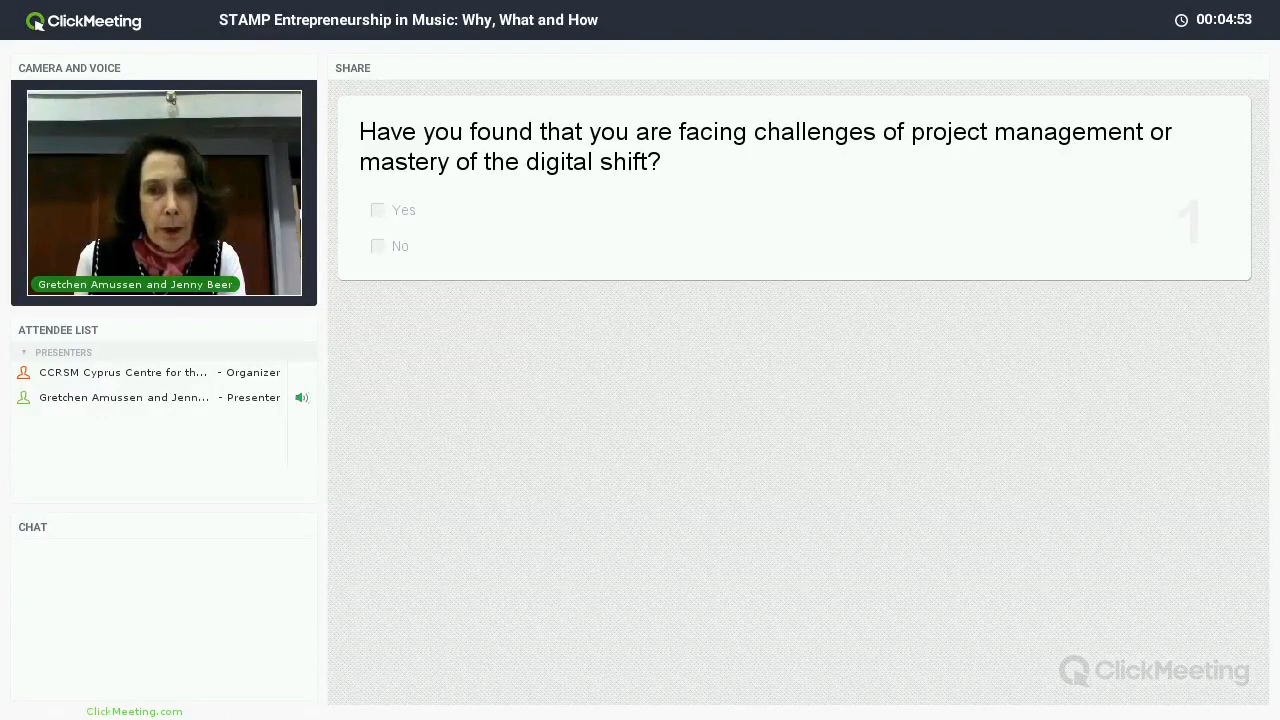 ClickMeeting
STAMP Entrepreneurship in Music: Why, What and How
00:04:53
CAMERA AND VOICE
Gretchen Amussen and Jenny Beer
ATTENDEE LIST
PRESENTERS
CCRSM Cyprus Centre for th... - Organizer
Gretchen Amussen and Jenn... - Presenter
CHAT
ClickMeeting.com
SHARE
Have you found that you are facing challenges of project management or
mastery of the digital shift?
Yes
No
1
ClickMeeting